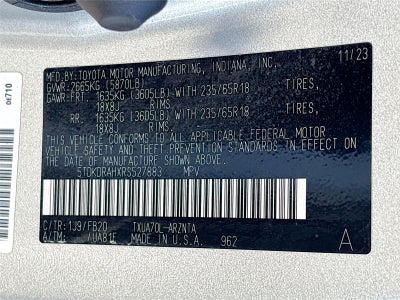 MFD. BY: TOYOTA MOTOR MANUFACTURING, INDIANA, INC. 11/23
GVWR: 2665KG (5870LB)
GAWR: FRT. 1635KG (3605LB) WITH 235/65R18 TIRES,
18X8J RIMS,
RR. 1635KG (3605LB) WITH 235/65R18 TIRES,
18X8J RIMS,
THIS VEHICLE CONFORMS TO ALL APPLICABLE FEDERAL MOTOR
VEHICLE SAFETY AND BUMPER STANDARDS IN EFFECT ON THE DATE
OF MANUFACTURE SHOWN ABOVE.
5TDKDRAHXRS527883 MPV
C/TR: 1J9/FB20 TXUA70L-ARZNTA
A/TM: /UA81F MADE IN U.S.A. 962 A
0E710